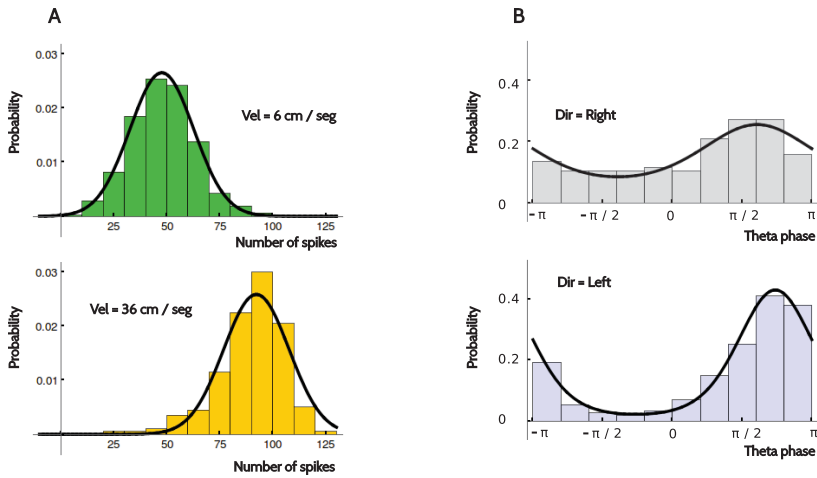 A
0.03
0.02
0.01
Probability
Vel = 6 cm / seg
25 50 75 100 125
Number of spikes
0.03
0.02
0.01
Probability
Vel = 36 cm / seg
25 50 75 100 125
Number of spikes
B
0.4
0.2
0
Probability
Dir = Right
- π - π / 2 0 π / 2 π
Theta phase
0.4
0.2
0
Probability
Dir = Left
- π - π / 2 0 π / 2 π
Theta phase